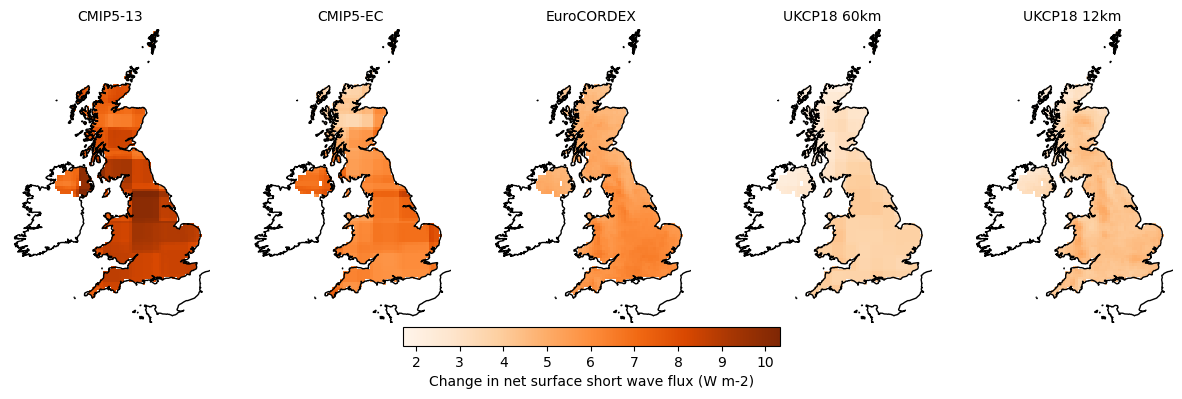 CMIP5-13 CMIP5-EC EuroCORDEX UKCP18 60km UKCP18 12km
2 3 4 5 6 7 8 9 10
Change in net surface short wave flux (W m-2)